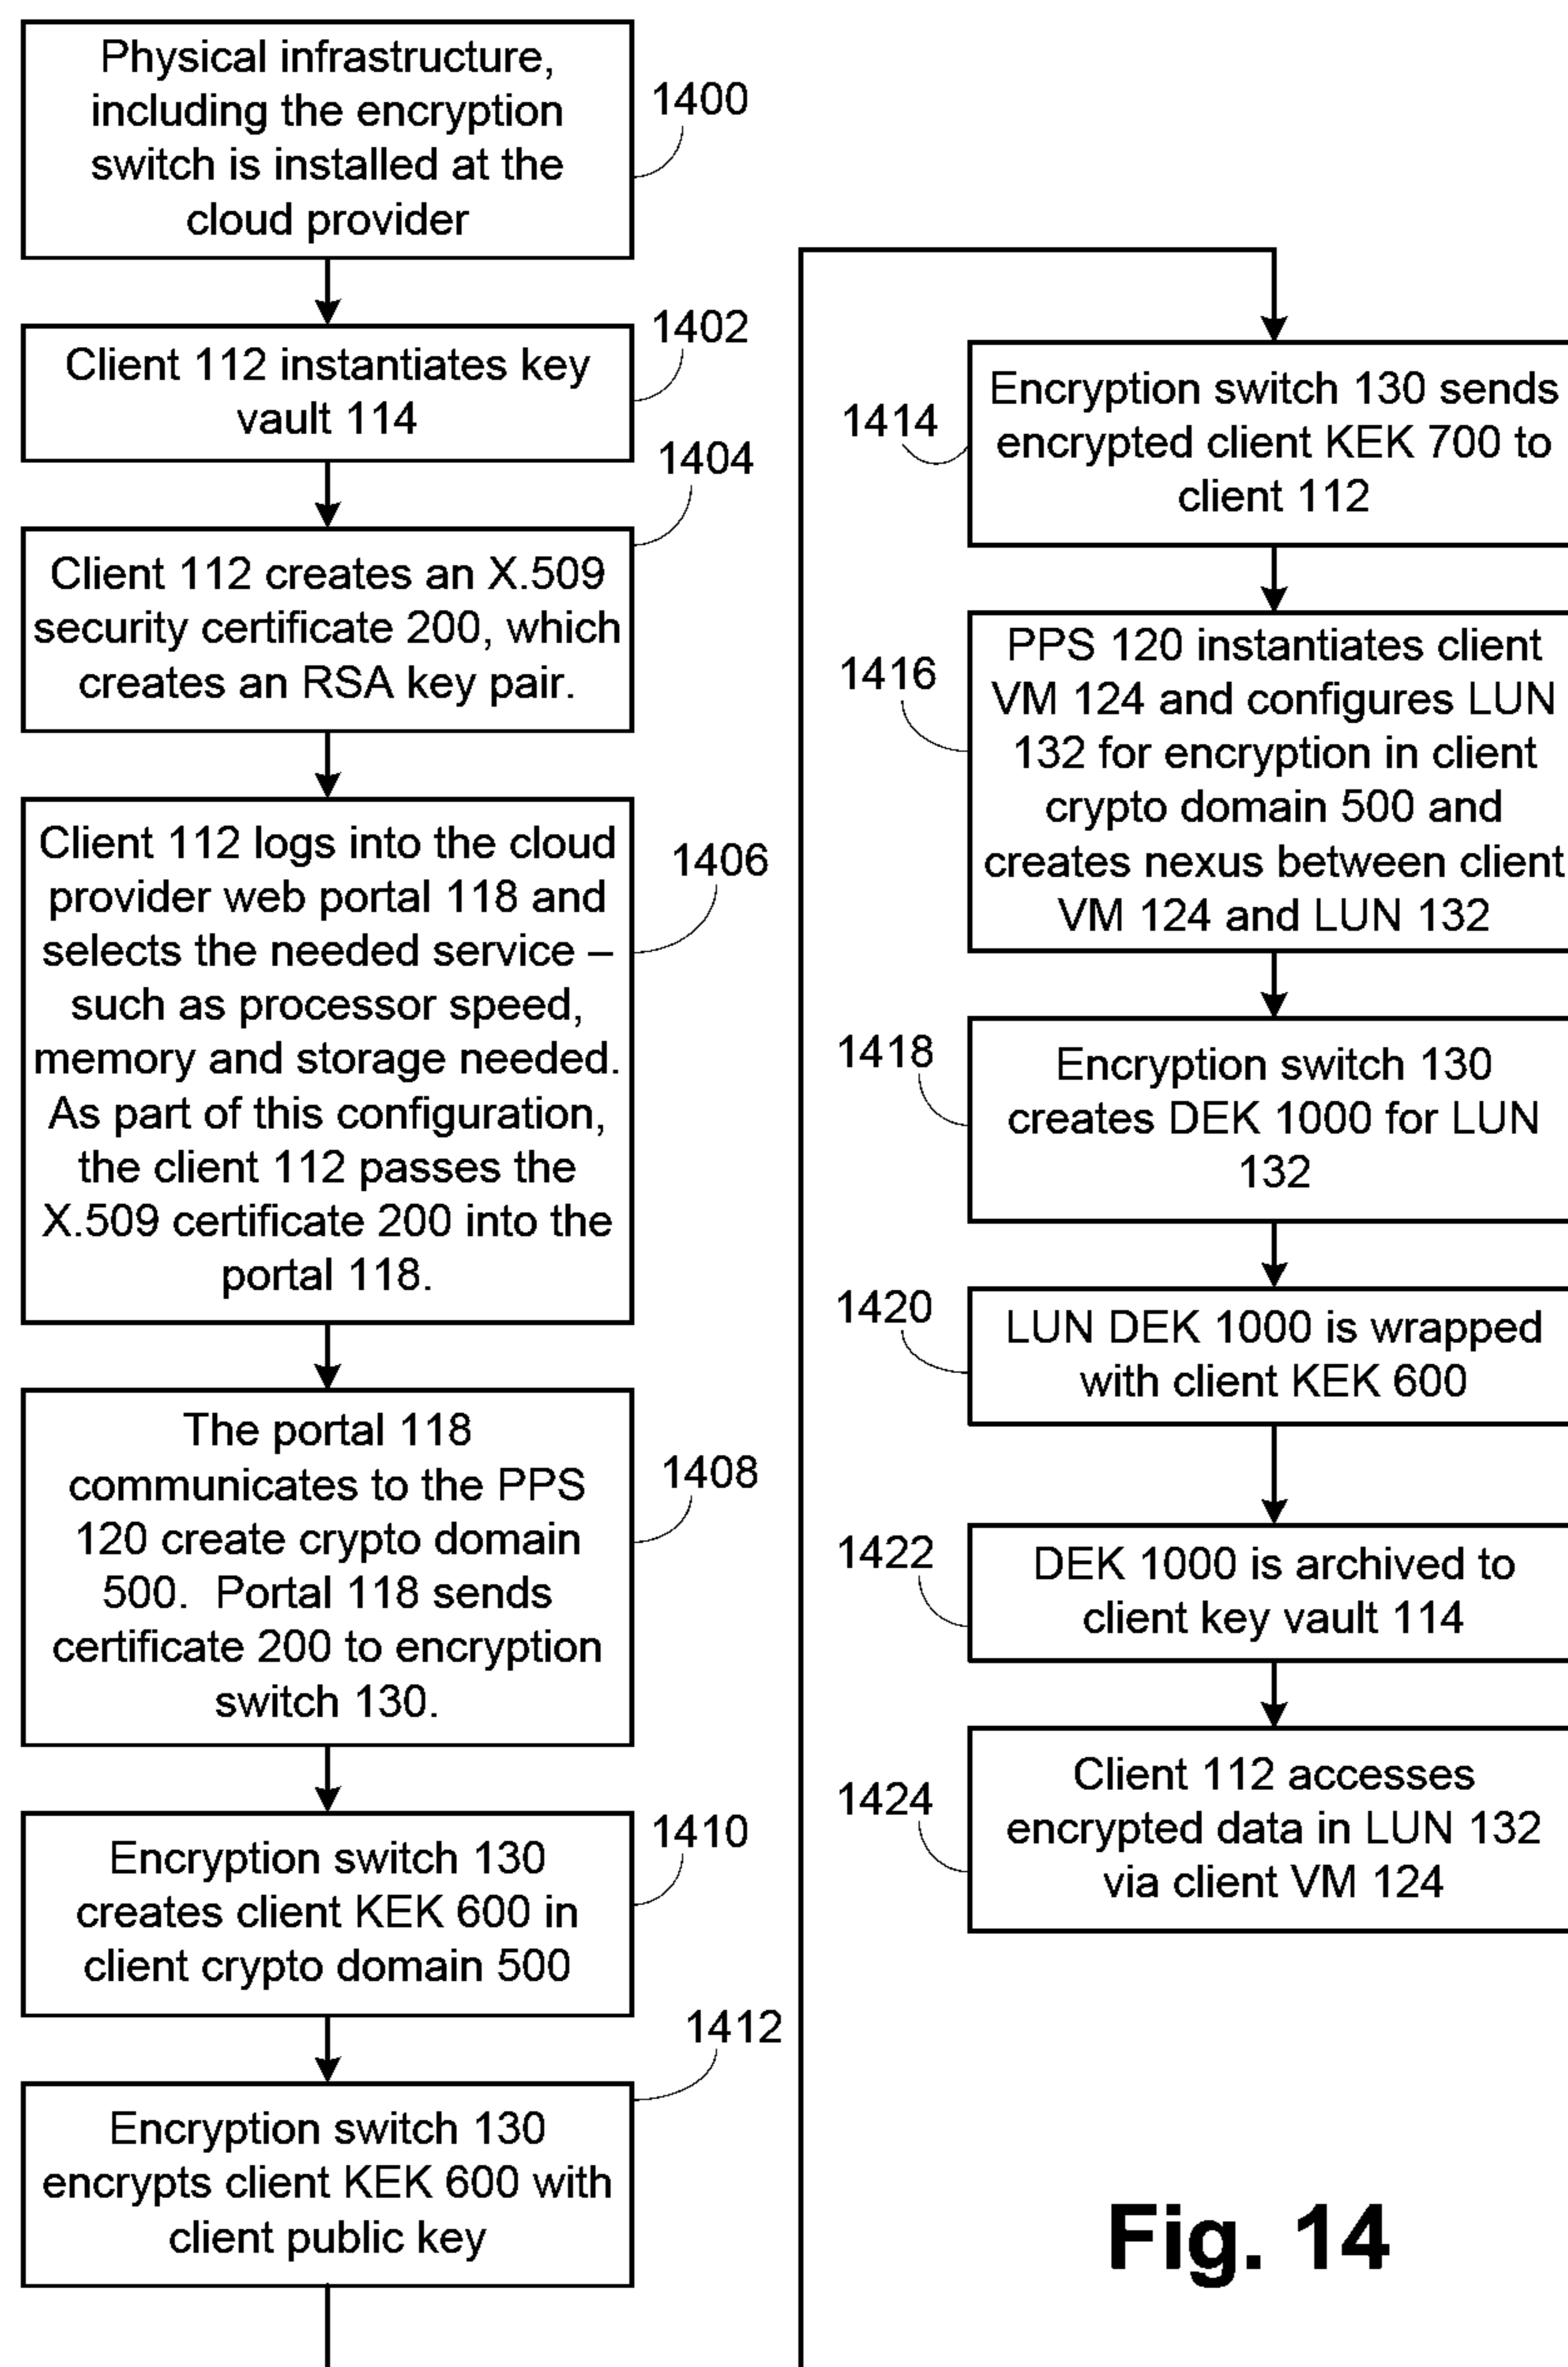 Physical infrastructure,
including the encryption
switch is installed at the
cloud provider
1400
Client 112 instantiates key
vault 114
1402
Client 112 creates an X.509
security certificate 200, which
creates an RSA key pair.
1404
Client 112 logs into the cloud
provider web portal 118 and
selects the needed service –
such as processor speed,
memory and storage needed.
As part of this configuration,
the client 112 passes the
X.509 certificate 200 into the
portal 118.
1406
The portal 118
communicates to the PPS
120 create crypto domain
500.  Portal 118 sends
certificate 200 to encryption
switch 130.
1408
Encryption switch 130
creates client KEK 600 in
client crypto domain 500
1410
Encryption switch 130
encrypts client KEK 600 with
client public key
1412
Encryption switch 130 sends
encrypted client KEK 700 to
client 112
1414
PPS 120 instantiates client
VM 124 and configures LUN
132 for encryption in client
crypto domain 500 and
creates nexus between client
VM 124 and LUN 132
1416
Encryption switch 130
creates DEK 1000 for LUN
132
1418
LUN DEK 1000 is wrapped
with client KEK 600
1420
DEK 1000 is archived to
client key vault 114
1422
Client 112 accesses
encrypted data in LUN 132
via client VM 124
1424
Fig. 14